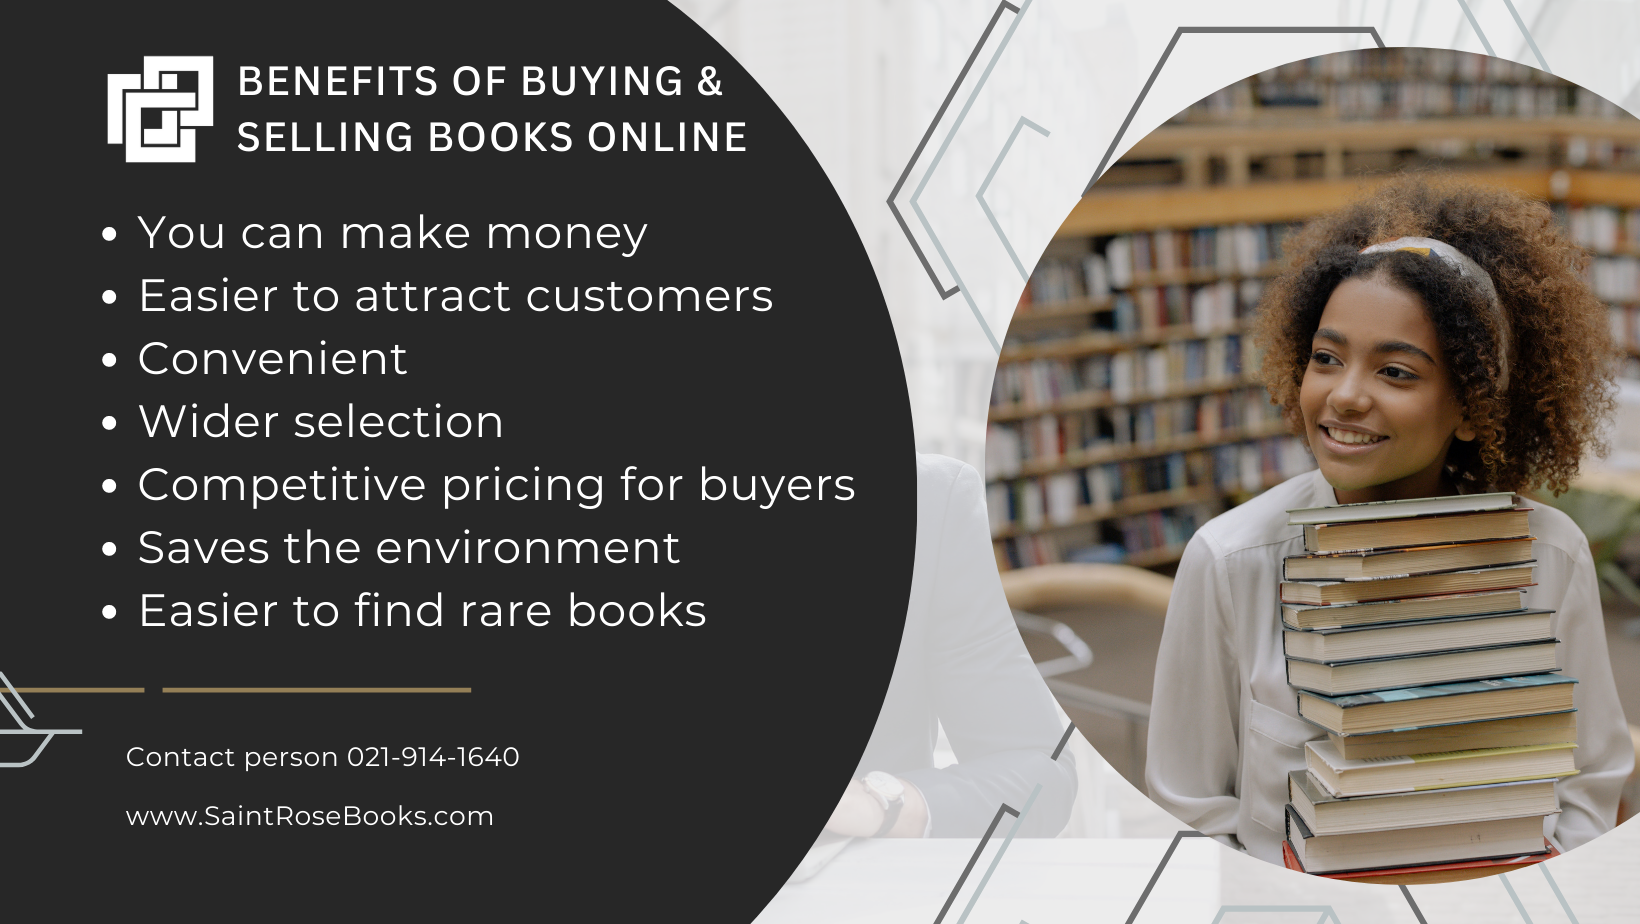 BENEFITS OF BUYING &
SELLING BOOKS ONLINE
• You can make money
• Easier to attract customers
• Convenient
• Wider selection
• Competitive pricing for buyers
• Saves the environment
• Easier to find rare books
Contact person 021-914-1640
www.SaintRoseBooks.com